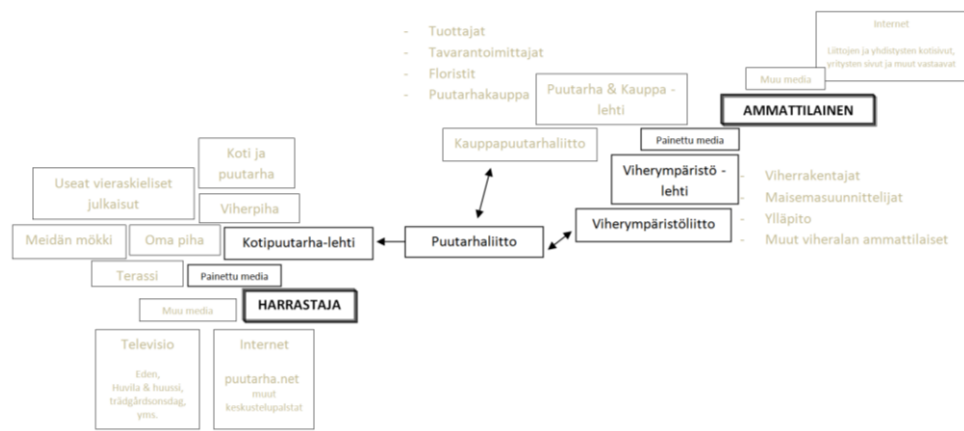 Internet
Liittojen ja yhdistysten kotisivut,
yritysten sivut ja muut vastaavat
Muu media
AMMATTILAINEN
- Tuottajat
- Tavarantoimittajat
- Floristit
- Puutarhakauppa
Puutarha & Kauppa -
lehti
Painettu media
Kauppapuutarhaliitto
Viherympäristö -
lehti
Viherympäristöliitto
- Viherrakentajat
- Maisemasuunnittelijat
- Ylläpito
- Muut viheralan ammattilaiset
Puutarhaliitto
Koti ja
puutarha
Useat vieraskieliset
julkaisut
Viherpiha
Meidän mökki
Oma piha
Kotipuutarha-lehti
Terassi
Painettu media
HARRASTAJA
Muu media
Televisio
Eden,
Huvila & huussi,
trädgårdsonsdag,
yms.
Internet
puutarha.net
muut
keskustelupalstat